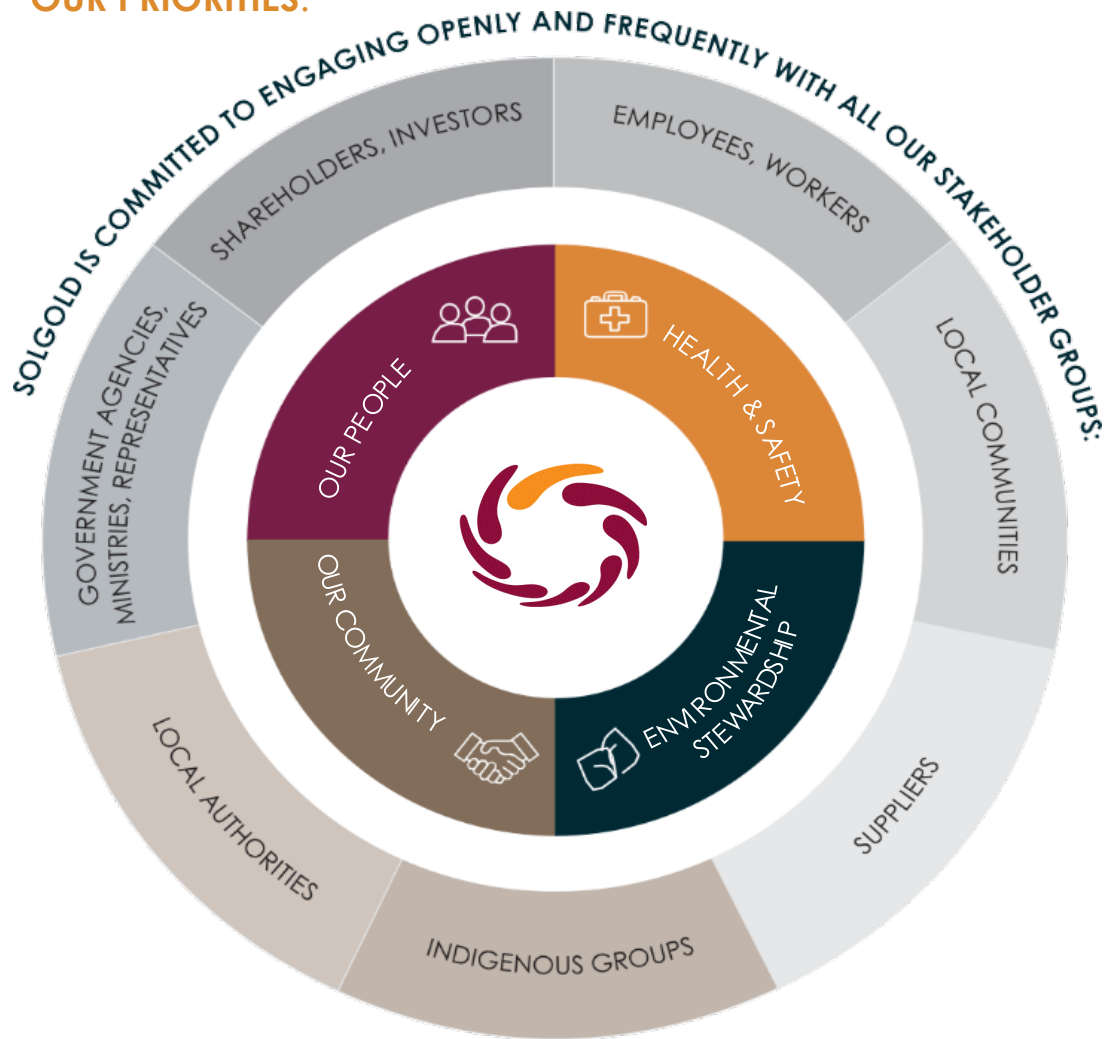 OUR PRIORITIES:
SOLGOLD IS COMMITTED TO ENGAGING OPENLY AND FREQUENTLY WITH ALL OUR STAKEHOLDER GROUPS:
SHAREHOLDERS, INVESTORS
EMPLOYEES, WORKERS
LOCAL COMMUNITIES
SUPPLIERS
INDIGENOUS GROUPS
LOCAL AUTHORITIES
GOVERNMENT AGENCIES,
MINISTRIES, REPRESENTATIVES
OUR PEOPLE
HEALTH & SAFETY
ENVIRONMENTAL
STEWARDSHIP
OUR COMMUNITY